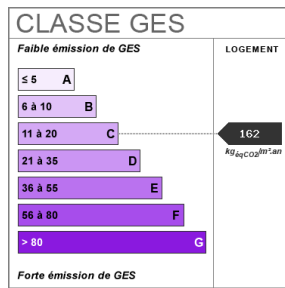 CLASSE GES
Faible émission de GES
LOGEMENT
≤ 5 A
6 à 10 B
11 à 20 C
162
kgéqCO2/m².an
21 à 35 D
36 à 55 E
56 à 80 F
> 80 G
Forte émission de GES